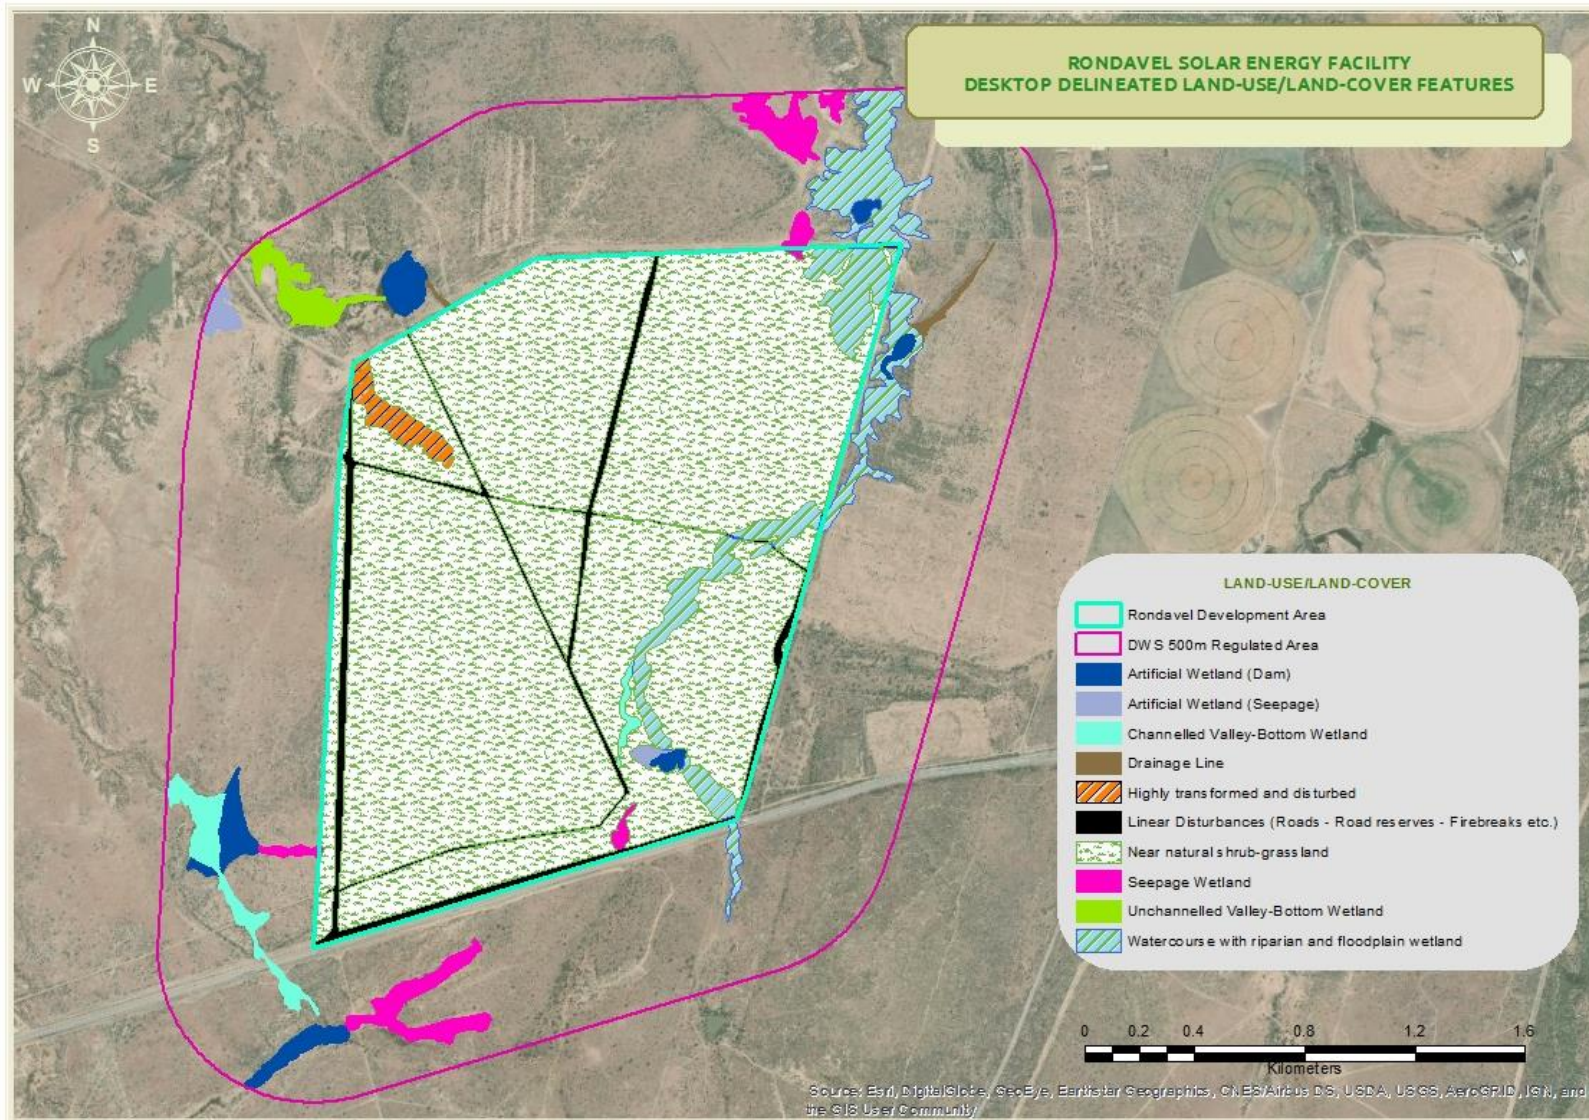 N
W E
S
RONDAVEL SOLAR ENERGY FACILITY
DESKTOP DELINEATED LAND-USE/LAND-COVER FEATURES
LAND-USE/LAND-COVER
Rondavel Development Area
DWS 500m Regulated Area
Artificial Wetland (Dam)
Artificial Wetland (Seepage)
Channelled Valley-Bottom Wetland
Drainage Line
Highly transformed and disturbed
Linear Disturbances (Roads - Road reserves - Firebreaks etc.)
Near natural shrub-grassland
Seepage Wetland
Unchannelled Valley-Bottom Wetland
Watercourse with riparian and floodplain wetland
0 0.2 0.4 0.8 1.2 1.6
Kilometers
Source: Esri, DigitalGlobe, GeoEye, Earthstar Geographics, CNES/Airbus DS, USDA, USGS, AeroGRID, IGN, and
the GIS User Community